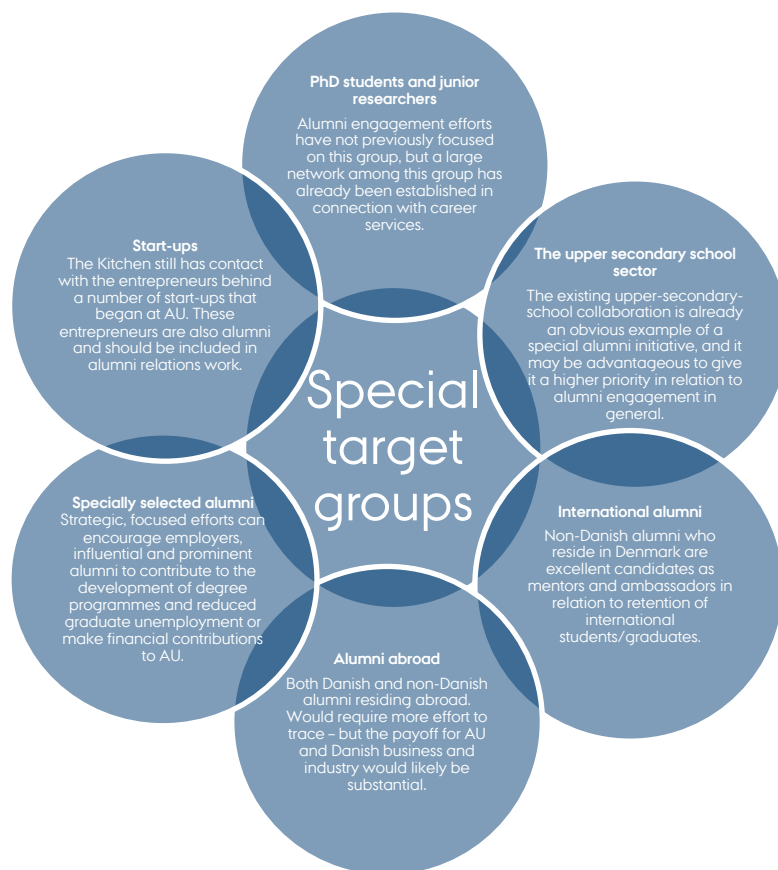 PhD students and junior
researchers
Alumni engagement efforts
have not previously focused
on this group, but a large
network among this group has
already been established in
connection with career
services.
The upper secondary school
sector
The existing upper-secondary-
school collaboration is already
an obvious example of a
special alumni initiative, and it
may be advantageous to give
it a higher priority in relation to
alumni engagement in
general.
International alumni
Non-Danish alumni who
reside in Denmark are
excellent candidates as
mentors and ambassadors in
relation to retention of
international
students/graduates.
Alumni abroad
Both Danish and non-Danish
alumni residing abroad.
Would require more effort to
trace – but the payoff for AU
and Danish business and
industry would likely be
substantial.
Specially selected alumni
Strategic, focused efforts can
encourage employers,
influential and prominent
alumni to contribute to the
development of degree
programmes and reduced
graduate unemployment or
make financial contributions
to AU.
Start-ups
The Kitchen still has contact
with the entrepreneurs behind
a number of start-ups that
began at AU. These
entrepreneurs are also alumni
and should be included in
alumni relations work.
Special
target
groups